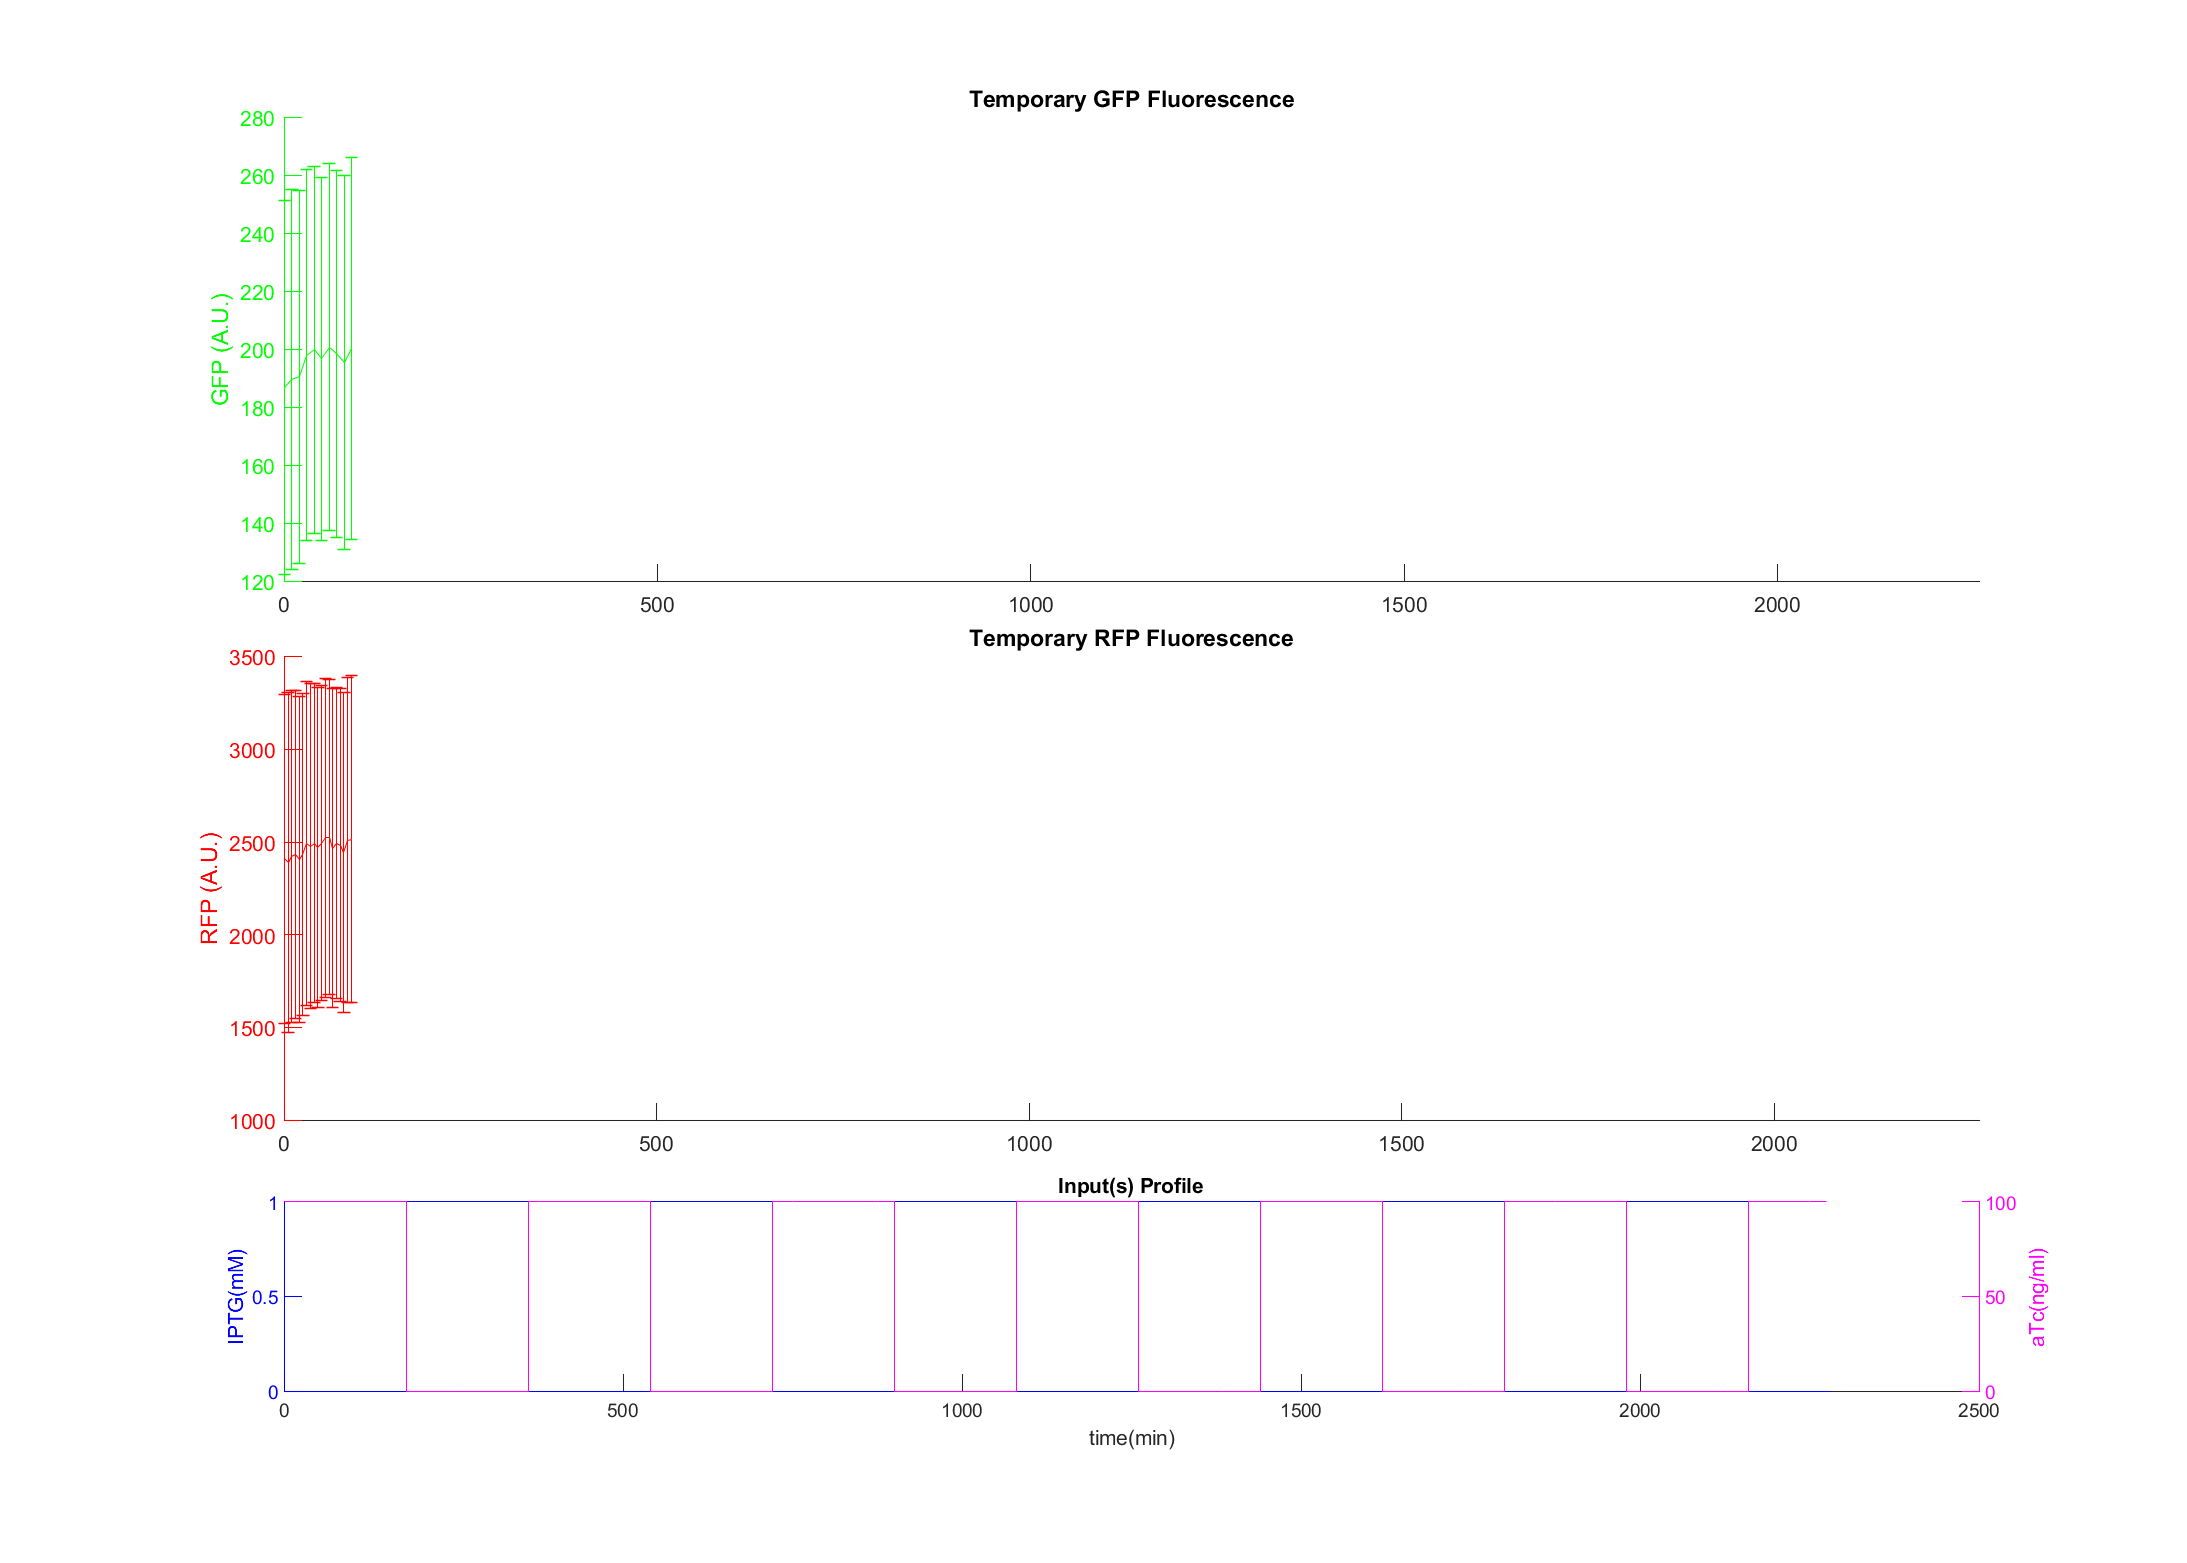 Temporary GFP Fluorescence
280
260
240
220
200
180
160
140
120
GFP (A.U.)
0 500 1000 1500 2000
Temporary RFP Fluorescence
3500
3000
2500
2000
1500
1000
RFP (A.U.)
0 500 1000 1500 2000
Input(s) Profile
1
0.5
0
IPTG(mM)
100
50
0
aTc(ng/ml)
0 500 1000 1500 2000 2500
time(min)